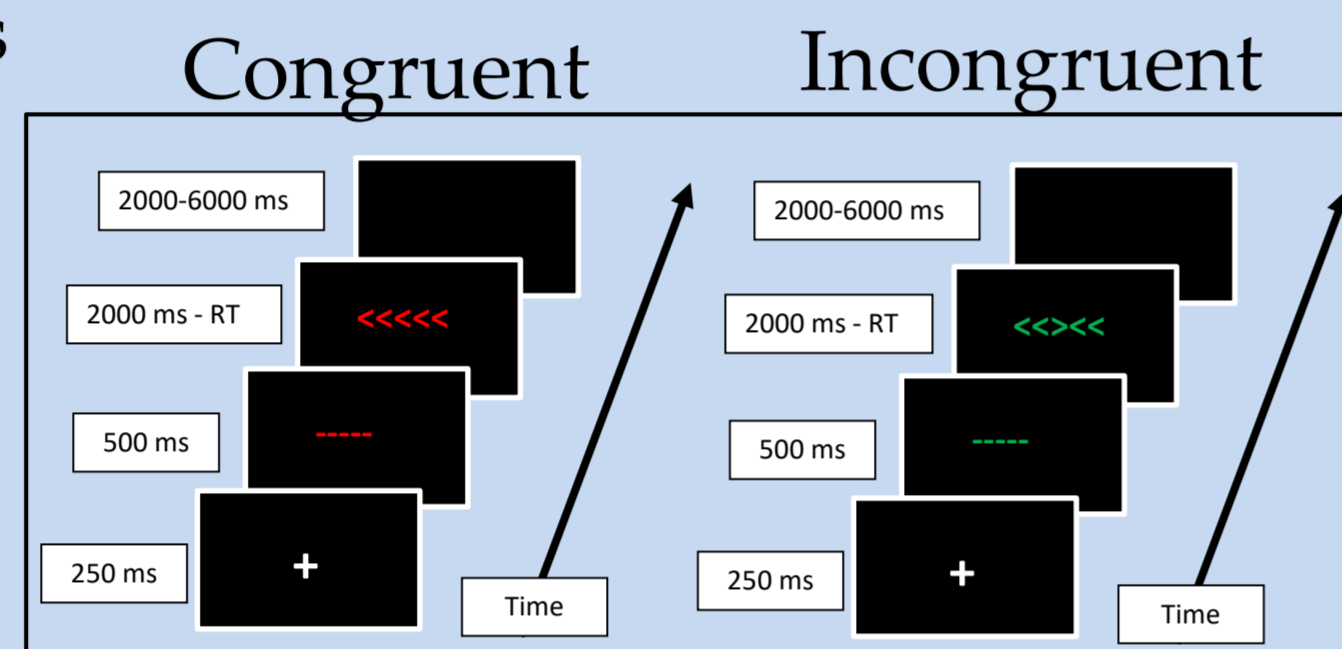 s
Congruent
Incongruent
2000-6000 ms
2000 ms - RT
<<<<<
500 ms
-----
250 ms
+
Time
2000-6000 ms
2000 ms - RT
<<><<
500 ms
-----
250 ms
+
Time